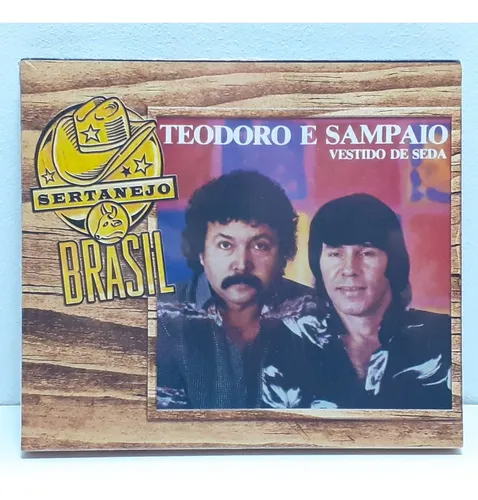 TEODORO E SAMPAIO
VESTIDO DE SEDA
SERTANEJO
BRASIL